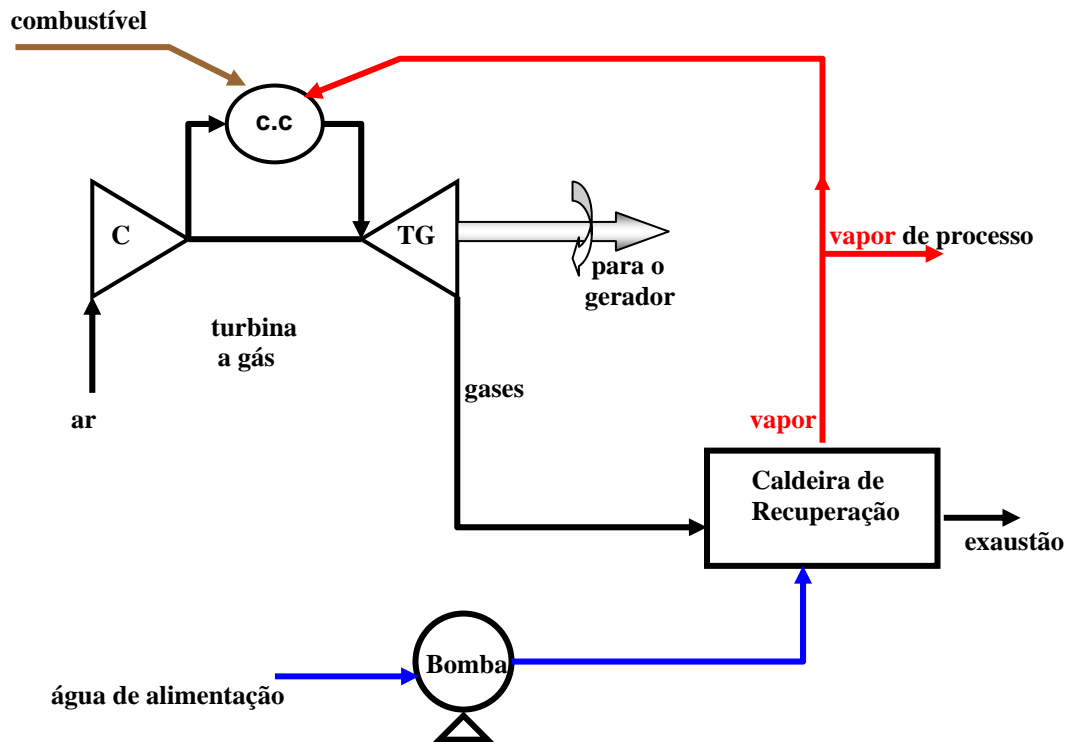 combustível
c.c
C
TG
vapor de processo
para o
gerador
turbina
a gás
gases
ar
vapor
Caldeira de
Recuperação
exaustão
Bomba
água de alimentação